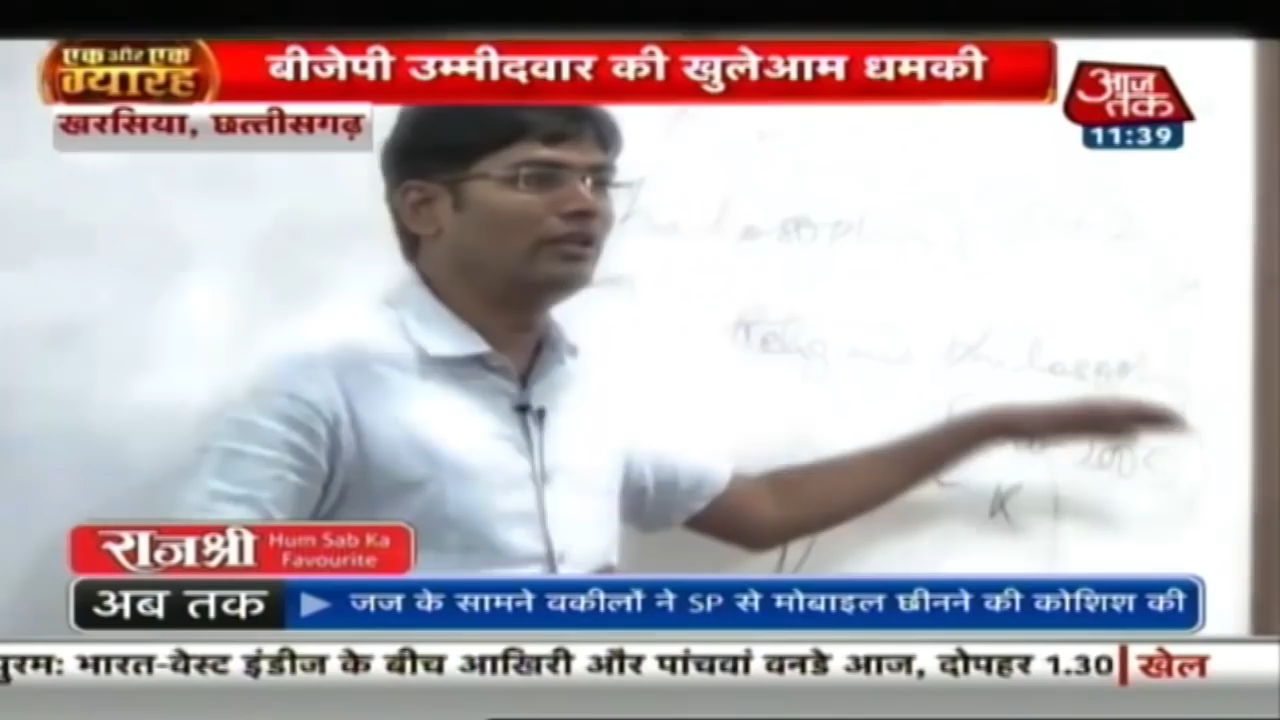 एक और एक
ग्यारह
बीजेपी उम्मीदवार की खुलेआम धमकी
आज
तक
11:39
खरसिया, छत्तीसगढ़
K
राजश्री
Hum Sab Ka
Favourite
अब तक
जज के सामने वकीलों ने SP से मोबाइल छीनने की कोशिश की
पुरम: भारत-वेस्ट इंडीज के बीच आखिरी और पांचवां वनडे आज, दोपहर 1.30
खेल